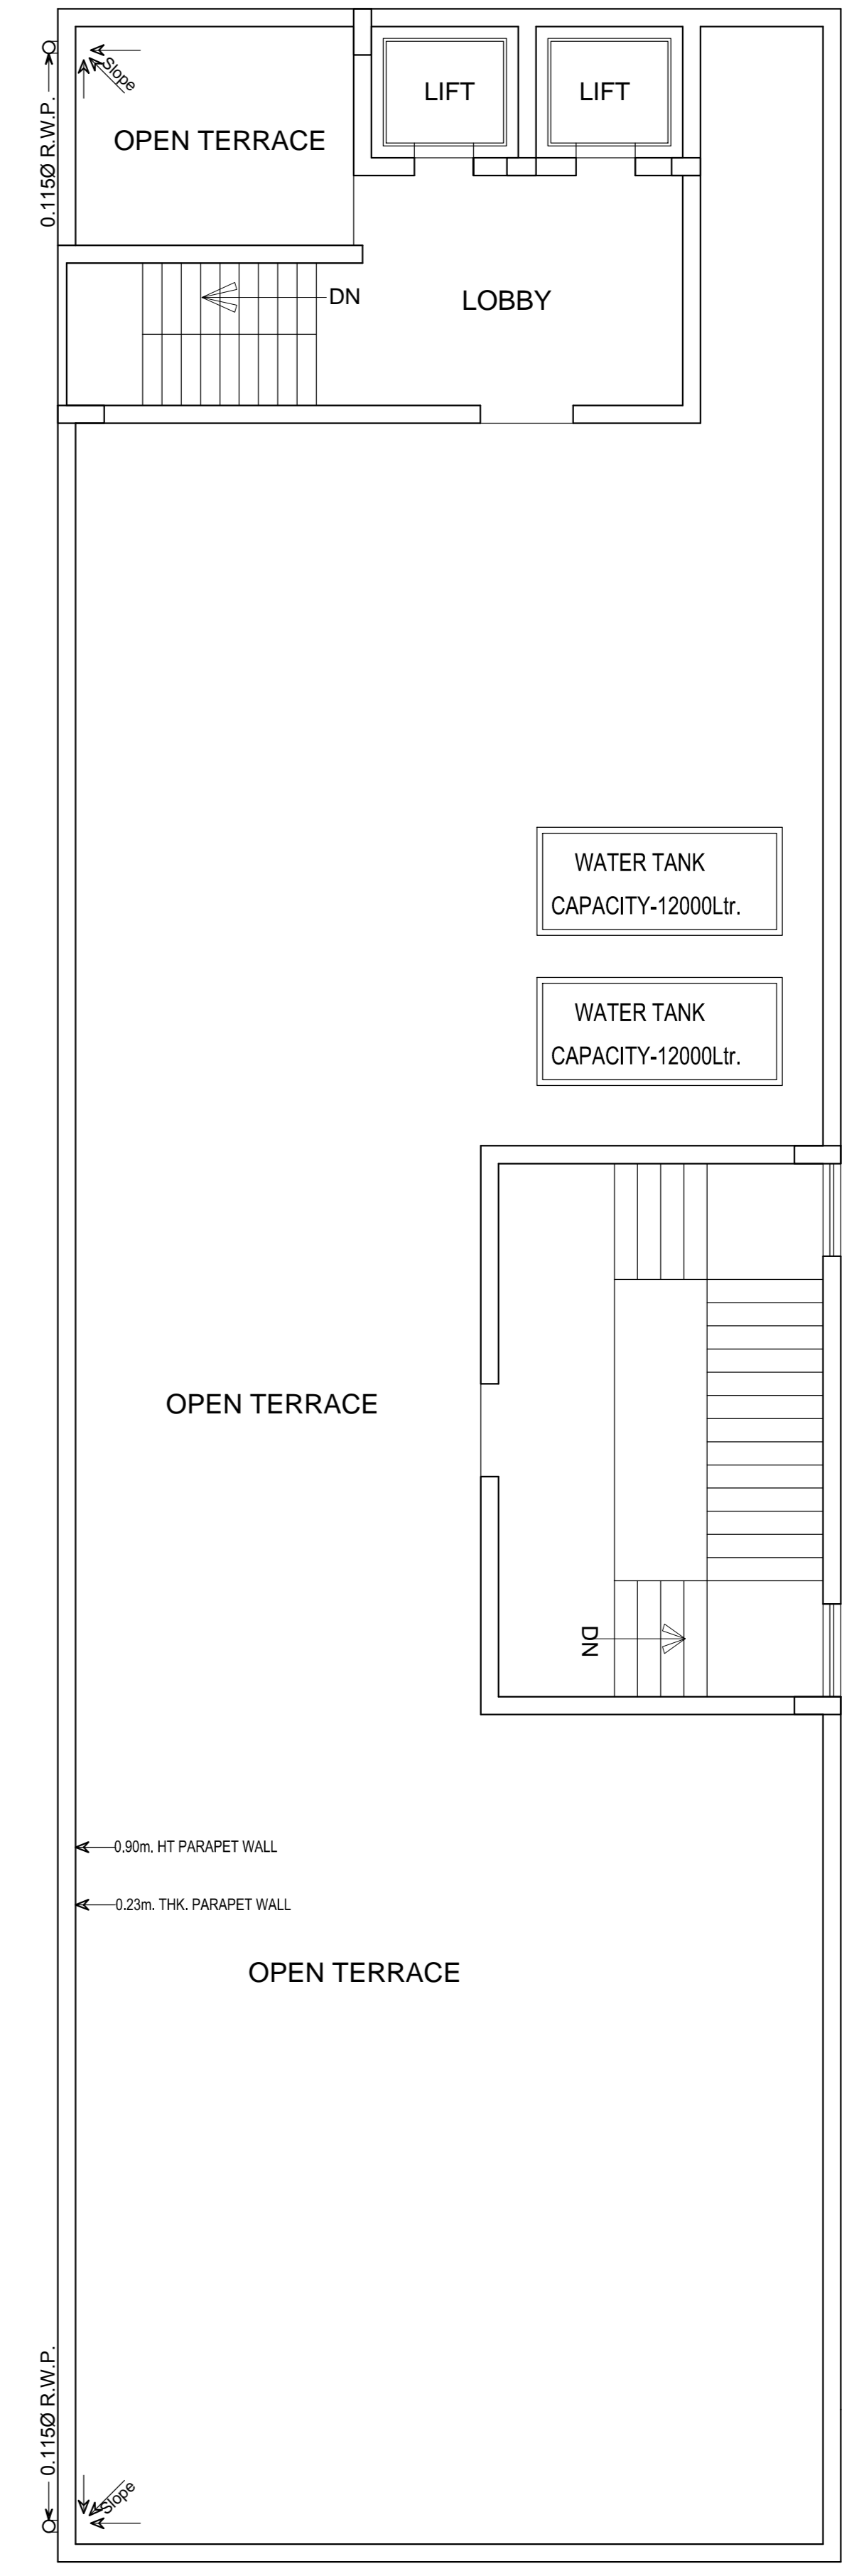 LIFT
LIFT
Slope
0.115Ø R.W.P.
OPEN TERRACE
DN
LOBBY
WATER TANK
CAPACITY-12000Ltr.
WATER TANK
CAPACITY-12000Ltr.
OPEN TERRACE
DN
0.90m. HT PARAPET WALL
0.23m. THK. PARAPET WALL
OPEN TERRACE
0.115Ø R.W.P.
Slope